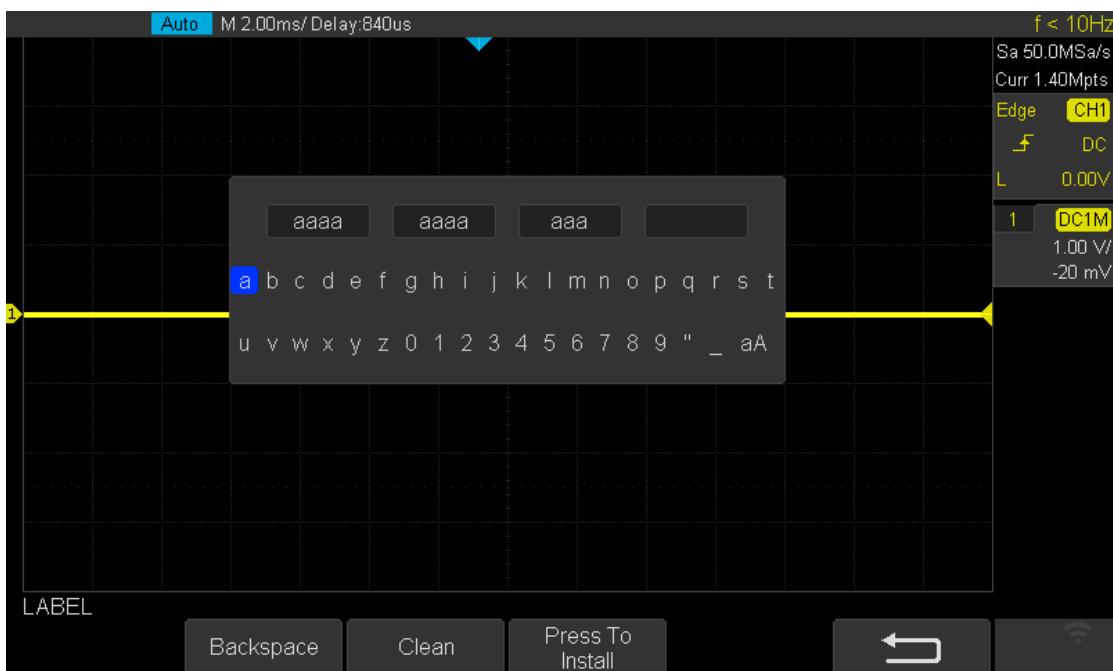 Auto M 2.00ms/ Delay:840us f < 10Hz
Sa 50.0MSa/s
Curr 1.40Mpts
Edge CH1
DC
L 0.00V
1 DC1M
1.00 V/
-20 mV
aaaa aaaa aaa
a b c d e f g h i j k l m n o p q r s t
1
u v w x y z 0 1 2 3 4 5 6 7 8 9 " _ aA
LABEL
Backspace Clean Press To
Install